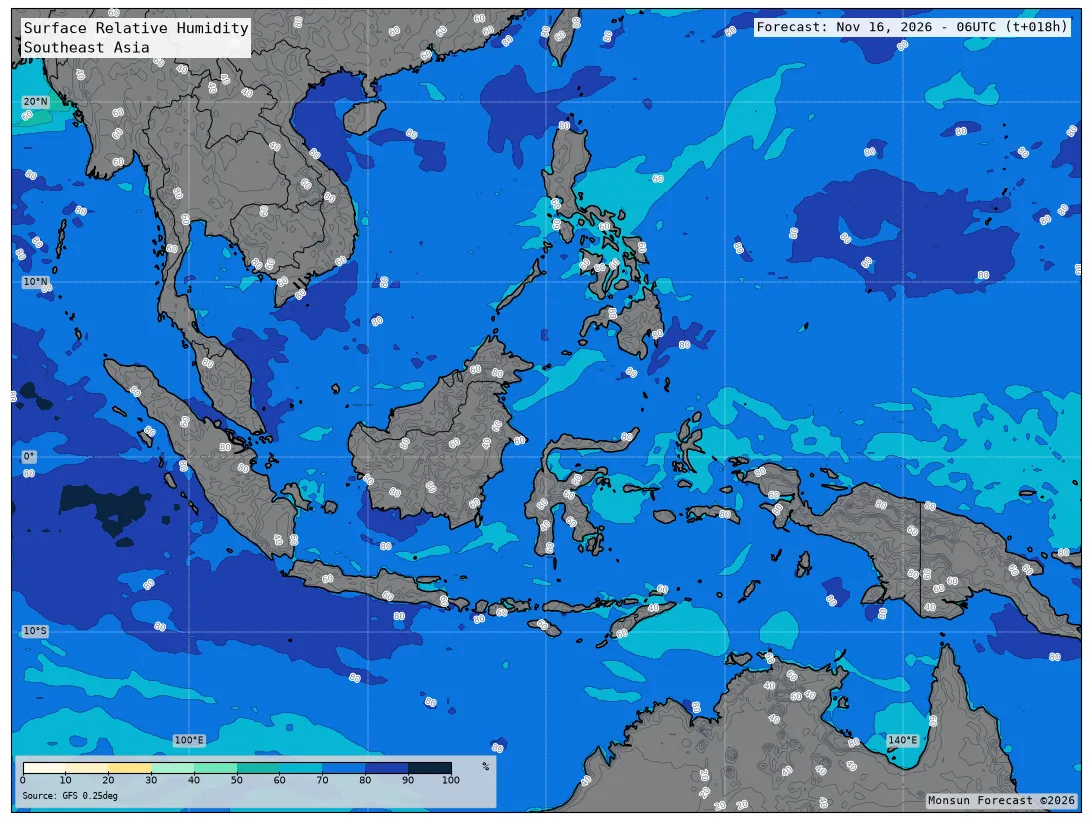 Surface Relative Humidity
Southeast Asia
Forecast: Nov 16, 2026 - 06UTC (t+018h)
20°N
10°N
0°
10°S
100°E
140°E
0 10 20 30 40 50 60 70 80 90 100
%
Source: GFS 0.25deg
Monsun Forecast ©2026